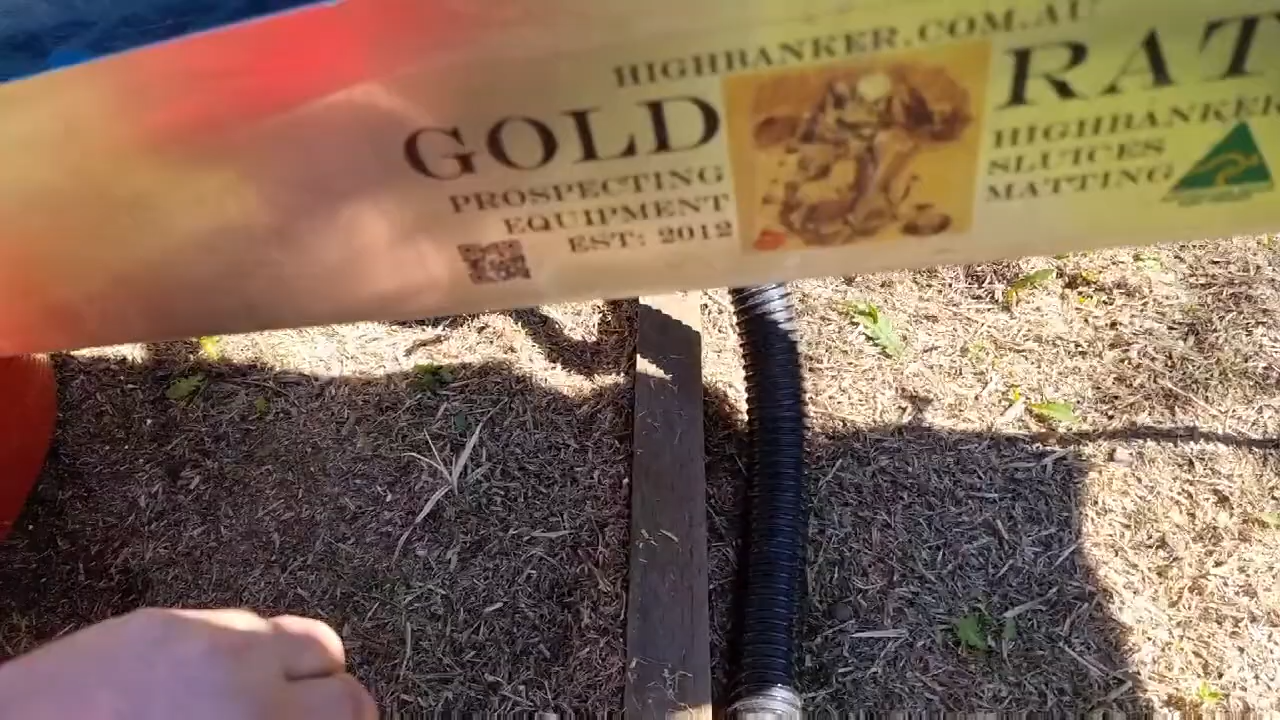 HIGHBANKER.COM.AU
GOLD RAT
PROSPECTING
EQUIPMENT
EST: 2012
HIGHBANKER
SLUICES
MATTING